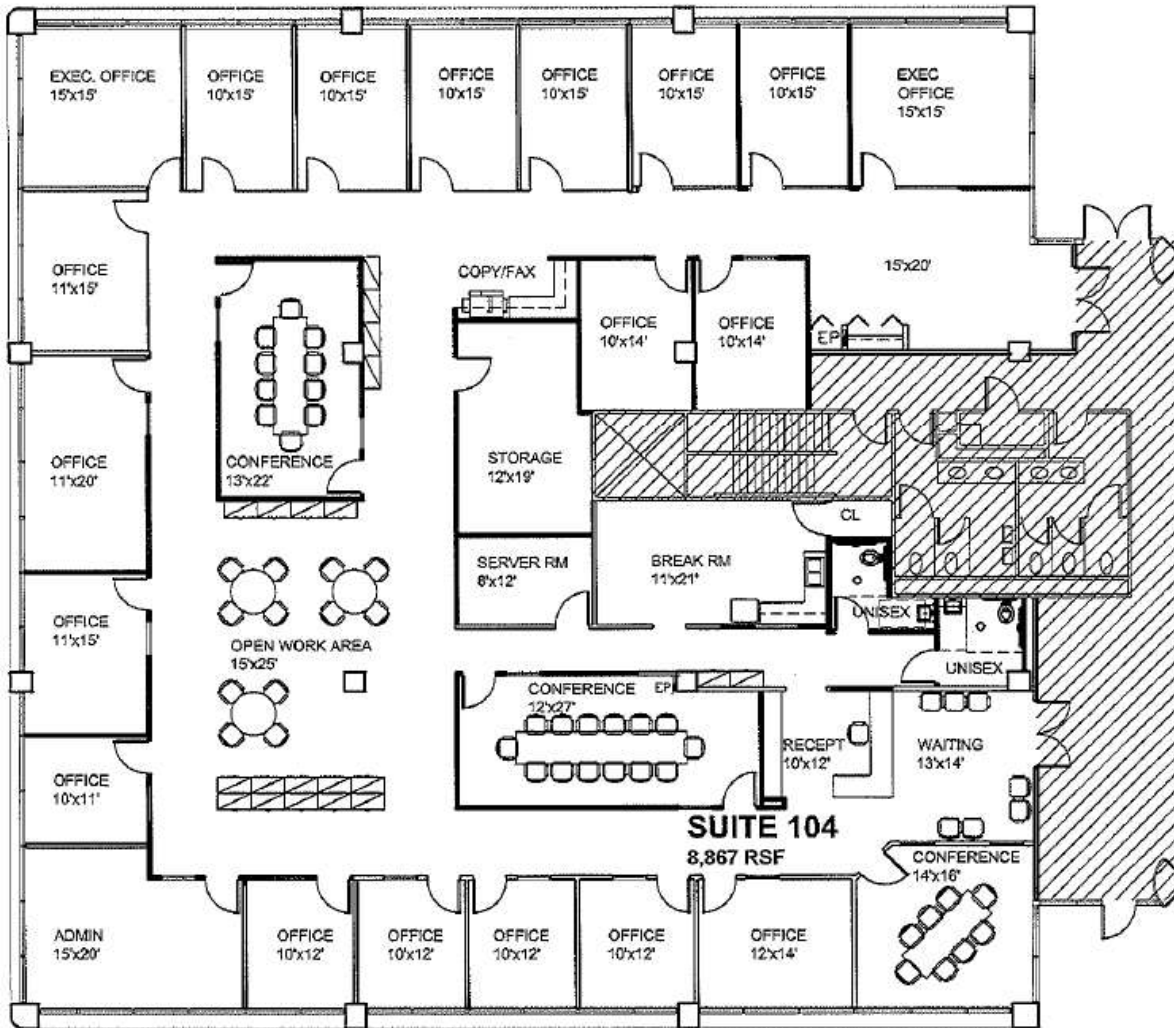 EXEC. OFFICE
15'x15'
OFFICE
10'x15'
OFFICE
10'x15'
OFFICE
10'x15'
OFFICE
10'x15'
OFFICE
10'x15'
OFFICE
10'x15'
EXEC
OFFICE
15'x15'
OFFICE
11'x15'
COPY/FAX
OFFICE
10'x14'
OFFICE
10'x14'
15'x20'
EP
CONFERENCE
13'x22'
OFFICE
11'x20'
STORAGE
12'x19'
CL
SERVER RM
8'x12'
BREAK RM
11'x21'
UNISEX
UNISEX
OFFICE
11'x15'
OPEN WORK AREA
15'x25'
CONFERENCE
12'x27'
EP
RECEPT
10'x12'
WAITING
13'x14'
OFFICE
10'x11'
SUITE 104
8,867 RSF
CONFERENCE
14'x16'
ADMIN
15'x20'
OFFICE
10'x12'
OFFICE
10'x12'
OFFICE
10'x12'
OFFICE
10'x12'
OFFICE
12'x14'